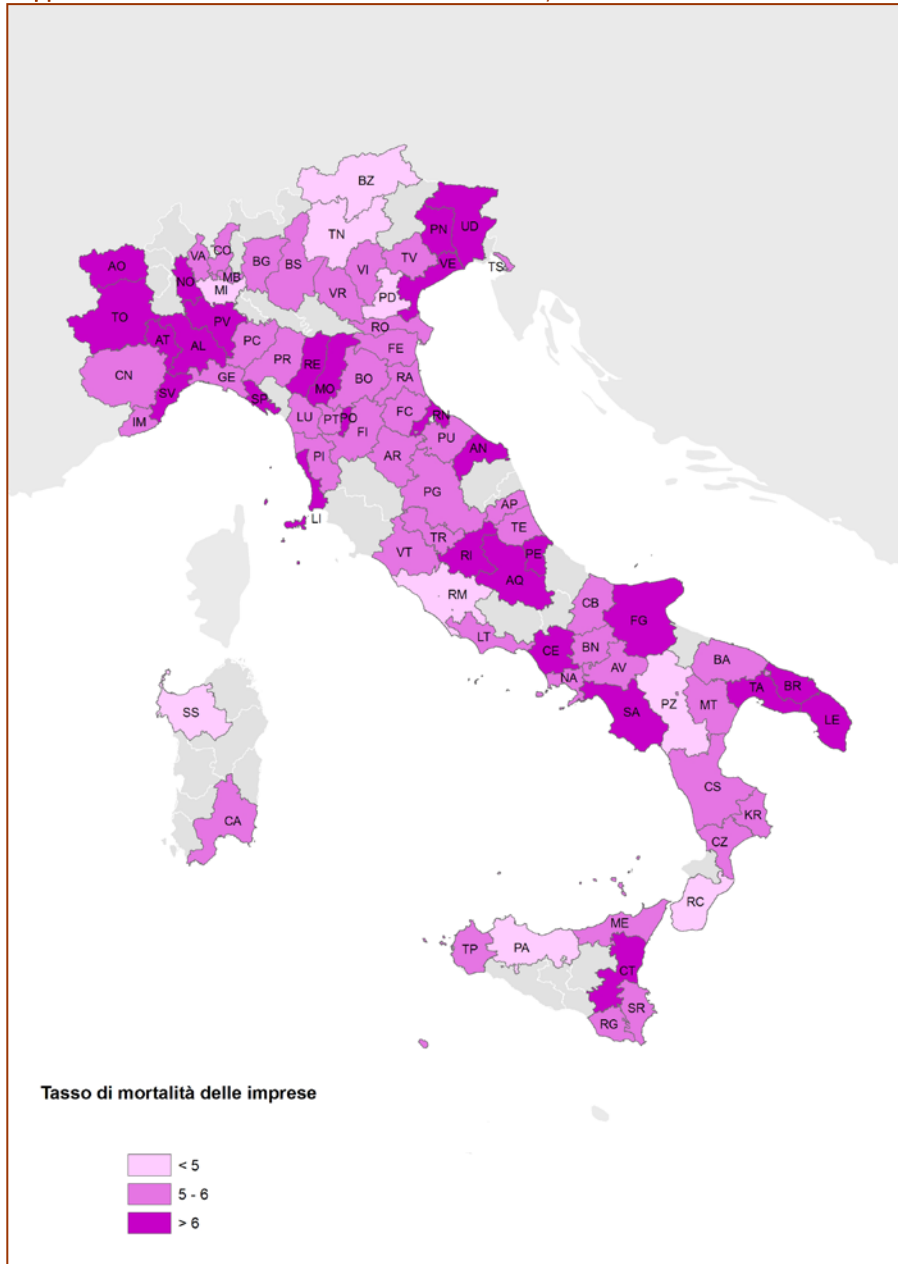 BZ
TN
PN
UD
AO
VA
CO
BG
BS
VI
TV
VE
TS
NO
MB
MI
VR
PD
TO
PV
RO
AT
AL
PC
PR
RE
MO
FE
CN
GE
BO
RA
SV
SP
IM
LU
PT
PO
FC
RN
FI
PU
PI
AR
AN
LI
PG
AP
TR
TE
VT
RI
PE
AQ
RM
CB
FG
LT
CE
BN
BA
NA
AV
TA
BR
SA
PZ
MT
LE
SS
CS
CA
KR
CZ
RC
ME
TP
PA
CT
SR
RG
Tasso di mortalità delle imprese
< 5
5 - 6
> 6